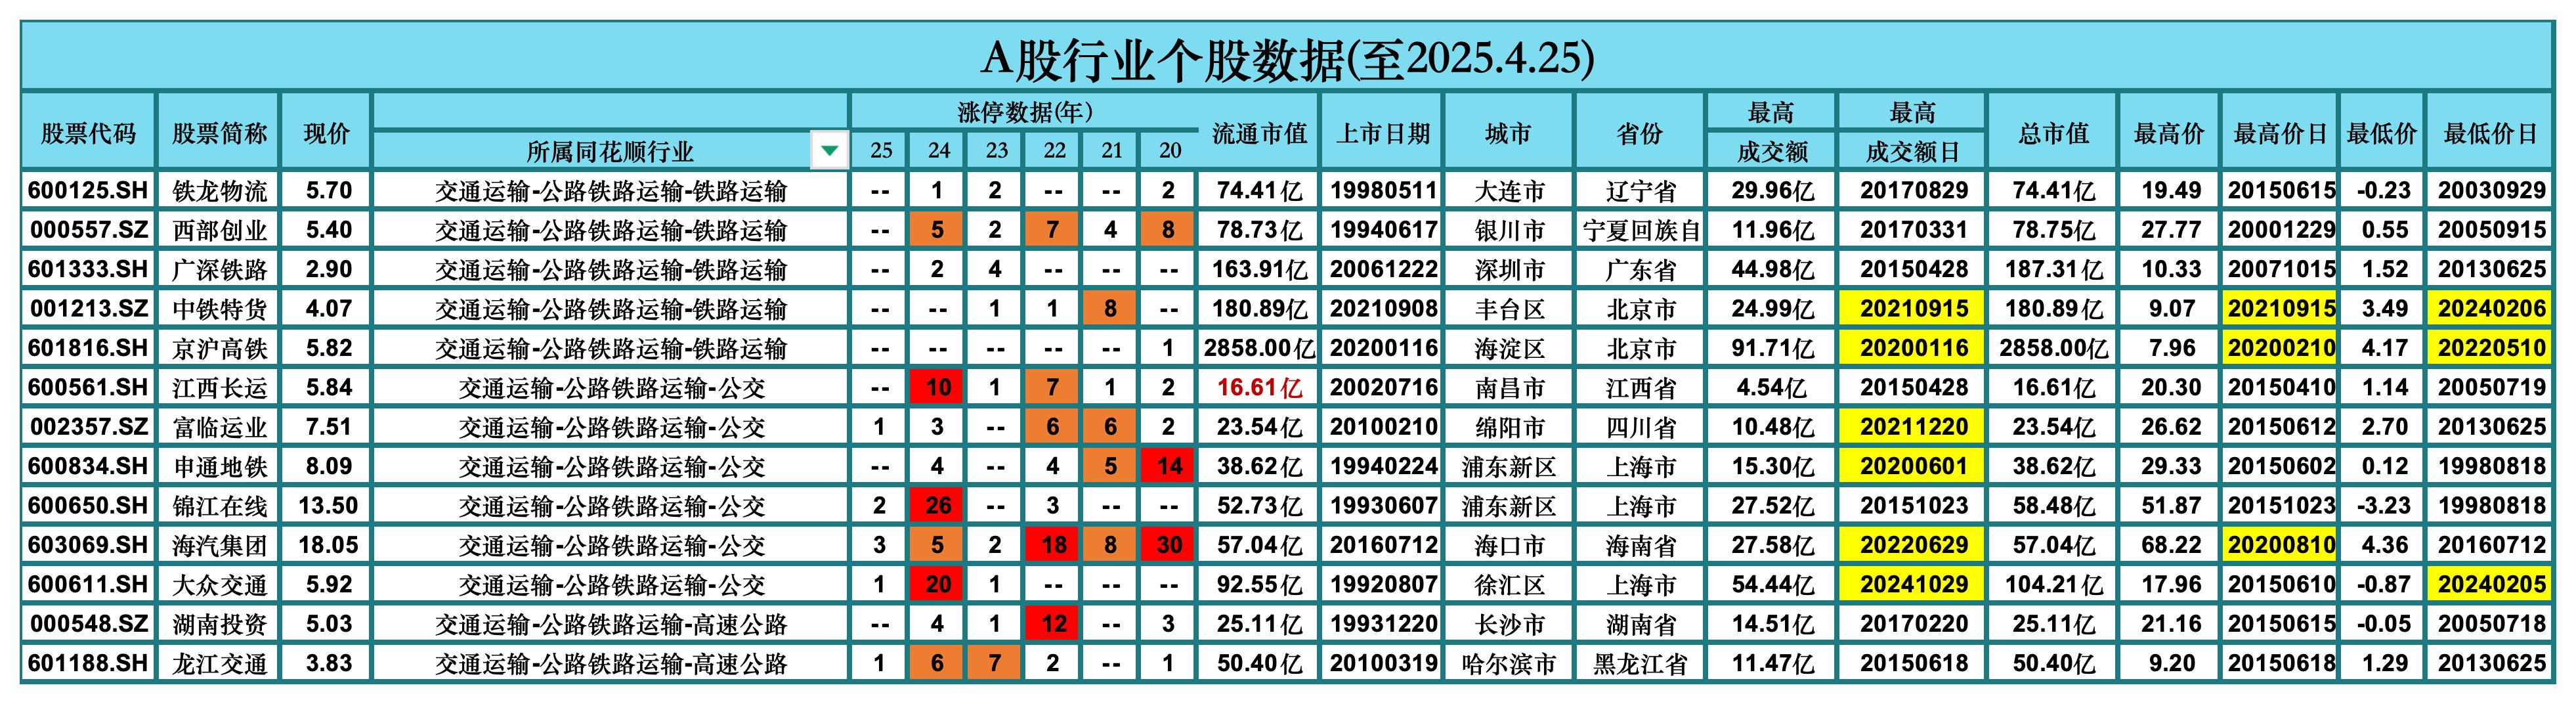 A股行业个股数据(至2025.4.25)
股票代码 股票简称 现价 所属同花顺行业 涨停数据(年) 25 24 23 22 21 20 流通市值 上市日期 城市 省份 最高成交额 最高成交额日 总市值 最高价 最高价日 最低价 最低价日
600125.SH 铁龙物流 5.70 交通运输-公路铁路运输-铁路运输 -- 1 2 -- -- 2 74.41亿 19980511 大连市 辽宁省 29.96亿 20170829 74.41亿 19.49 20150615 -0.23 20030929
000557.SZ 西部创业 5.40 交通运输-公路铁路运输-铁路运输 -- 5 2 7 4 8 78.73亿 19940617 银川市 宁夏回族自 11.96亿 20170331 78.75亿 27.77 20001229 0.55 20050915
601333.SH 广深铁路 2.90 交通运输-公路铁路运输-铁路运输 -- 2 4 -- -- -- 163.91亿 20061222 深圳市 广东省 44.98亿 20150428 187.31亿 10.33 20071015 1.52 20130625
001213.SZ 中铁特货 4.07 交通运输-公路铁路运输-铁路运输 -- -- 1 1 8 -- 180.89亿 20210908 丰台区 北京市 24.99亿 20210915 180.89亿 9.07 20210915 3.49 20240206
601816.SH 京沪高铁 5.82 交通运输-公路铁路运输-铁路运输 -- -- -- -- -- 1 2858.00亿 20200116 海淀区 北京市 91.71亿 20200116 2858.00亿 7.96 20200210 4.17 20220510
600561.SH 江西长运 5.84 交通运输-公路铁路运输-公交 -- 10 1 7 1 2 16.61亿 20020716 南昌市 江西省 4.54亿 20150428 16.61亿 20.30 20150410 1.14 20050719
002357.SZ 富临运业 7.51 交通运输-公路铁路运输-公交 1 3 -- 6 6 2 23.54亿 20100210 绵阳市 四川省 10.48亿 20211220 23.54亿 26.62 20150612 2.70 20130625
600834.SH 申通地铁 8.09 交通运输-公路铁路运输-公交 -- 4 -- 4 5 14 38.62亿 19940224 浦东新区 上海市 15.30亿 20200601 38.62亿 29.33 20150602 0.12 19980818
600650.SH 锦江在线 13.50 交通运输-公路铁路运输-公交 2 26 -- 3 -- -- 52.73亿 19930607 浦东新区 上海市 27.52亿 20151023 58.48亿 51.87 20151023 -3.23 19980818
603069.SH 海汽集团 18.05 交通运输-公路铁路运输-公交 3 5 2 18 8 30 57.04亿 20160712 海口市 海南省 27.58亿 20220629 57.04亿 68.22 20200810 4.36 20160712
600611.SH 大众交通 5.92 交通运输-公路铁路运输-公交 1 20 1 -- -- -- 92.55亿 19920807 徐汇区 上海市 54.44亿 20241029 104.21亿 17.96 20150610 -0.87 20240205
000548.SZ 湖南投资 5.03 交通运输-公路铁路运输-高速公路 -- 4 1 12 -- 3 25.11亿 19931220 长沙市 湖南省 14.51亿 20170220 25.11亿 21.16 20150615 -0.05 20050718
601188.SH 龙江交通 3.83 交通运输-公路铁路运输-高速公路 1 6 7 2 -- 1 50.40亿 20100319 哈尔滨市 黑龙江省 11.47亿 20150618 50.40亿 9.20 20150618 1.29 20130625